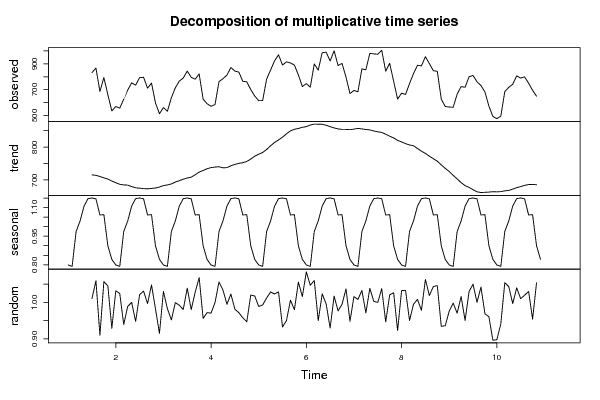 Decomposition of multiplicative time series
observed
500 700 900
trend
700 800
seasonal
0.80 0.95 1.10
random
0.90 1.00
2 4 6 8 10
Time